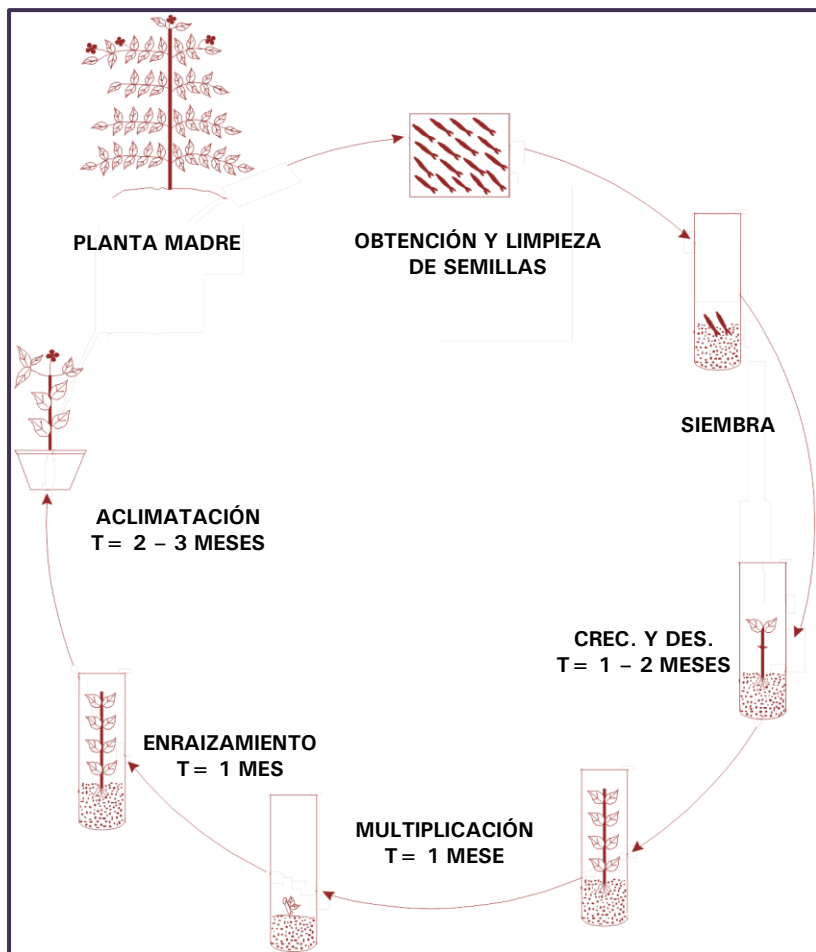 PLANTA MADRE
OBTENCIÓN Y LIMPIEZA
DE SEMILLAS
SIEMBRA
CREC. Y DES.
T= 1 – 2 MESES
MULTIPLICACIÓN
T= 1 MESE
ENRAIZAMIENTO
T= 1 MES
ACLIMATACIÓN
T= 2 – 3 MESES